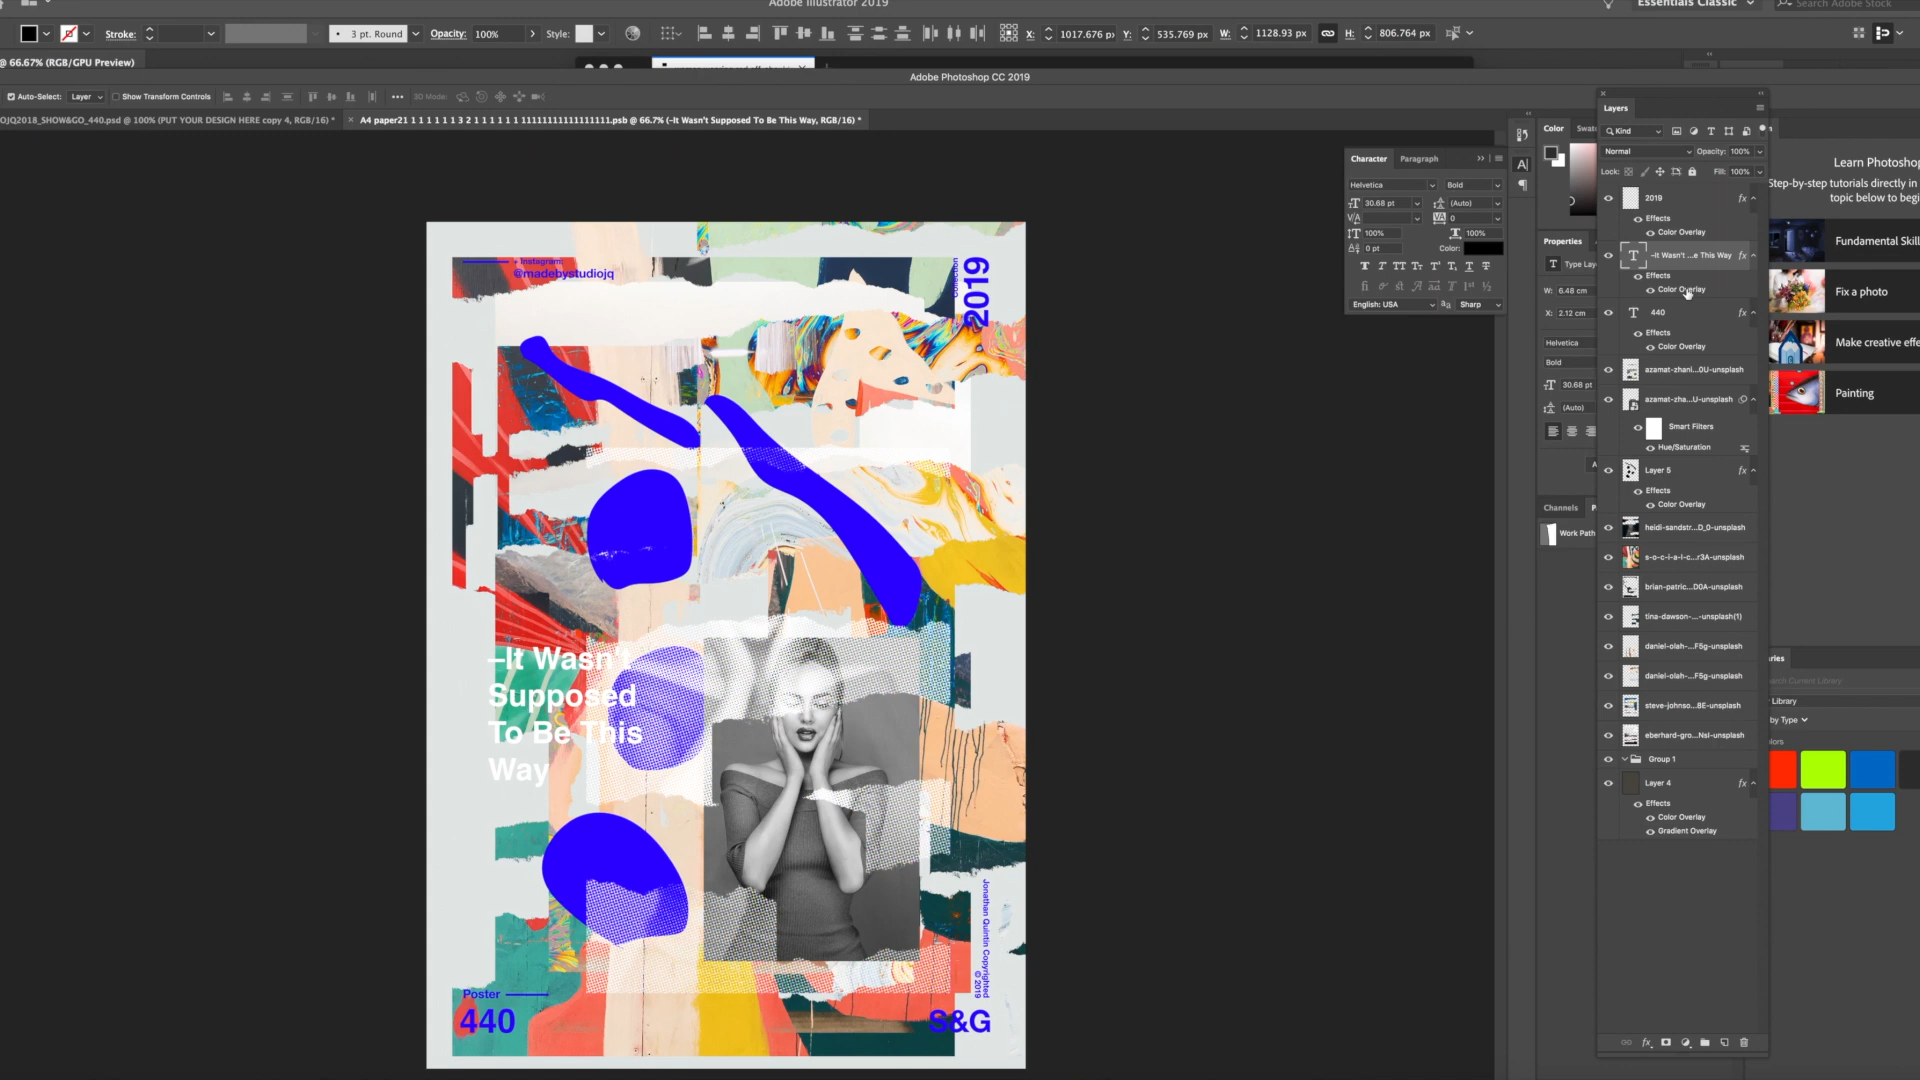 Adobe Illustrator 2019
Essentials Classic
Search Adobe Stock
Stroke:
3 pt. Round
Opacity: 100%
Style:
X: 1017.676 px
Y: 535.769 px
W: 1128.93 px
H: 806.764 px
@ 66.67% (RGB/GPU Preview)
Adobe Photoshop CC 2019
Auto-Select: Layer
Show Transform Controls
3D Mode:
OJQ2018_SHOW&GO_440.psd @ 100% (PUT YOUR DESIGN HERE copy 4, RGB/16) *
A4 paper21 1 1 1 1 1 1 3 2 1 1 1 1 1 1 11111111111111111.psb @ 66.7% (–It Wasn't Supposed To Be This Way, RGB/16) *
Character
Paragraph
Helvetica
Bold
30.68 pt
(Auto)
0
100%
100%
0 pt
Color:
English: USA
Sharp
Color
Swatc
Properties
Type Laye
W: 6.48 cm
X: 2.12 cm
Helvetica
Bold
30.68 pt
(Auto)
Channels
Work Path
Layers
Kind
Normal
Opacity: 100%
Lock:
Fill: 100%
2019
Effects
Color Overlay
–It Wasn't ...e This Way
Effects
Color Overlay
440
Effects
Color Overlay
azamat-zhani...0U-unsplash
azamat-zha...U-unsplash
Smart Filters
Hue/Saturation
Layer 5
Effects
Color Overlay
heidi-sandstr...D_0-unsplash
s-o-c-i-a-l-c...r3A-unsplash
brian-patric...D0A-unsplash
tina-dawson-...-unsplash(1)
daniel-olah-...F5g-unsplash
daniel-olah-...F5g-unsplash
steve-johnso...8E-unsplash
eberhard-gro...NsI-unsplash
Group 1
Layer 4
Effects
Color Overlay
Gradient Overlay
Learn Photoshop
Step-by-step tutorials directly in
topic below to begi
Fundamental Skill
Fix a photo
Make creative effe
Painting
ries
Search Current Library
Library
by Type
olors
+ Instagram:
@madebystudiojq
Collection
2019
–It Wasn't
Supposed
To Be This
Way
Jonathan Quintin Copyrighted
© 2019
Poster
440
S&G